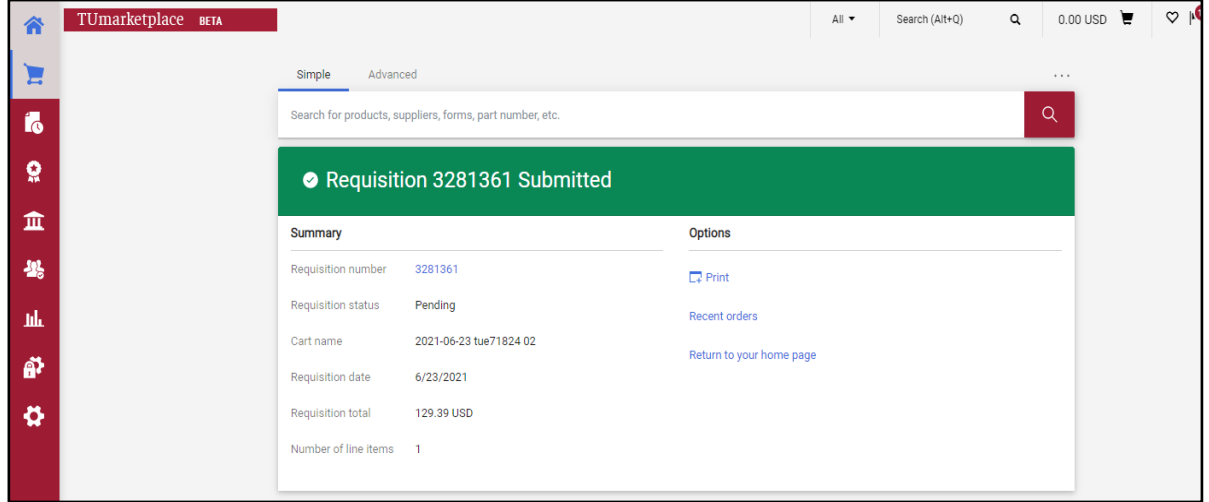 TUmarketplace BETA
All
Search (Alt+Q)
0.00 USD
Simple Advanced
...
Search for products, suppliers, forms, part number, etc.
Requisition 3281361 Submitted
Summary
Options
Requisition number 3281361
Print
Requisition status Pending
Recent orders
Cart name 2021-06-23 tue71824 02
Return to your home page
Requisition date 6/23/2021
Requisition total 129.39 USD
Number of line items 1